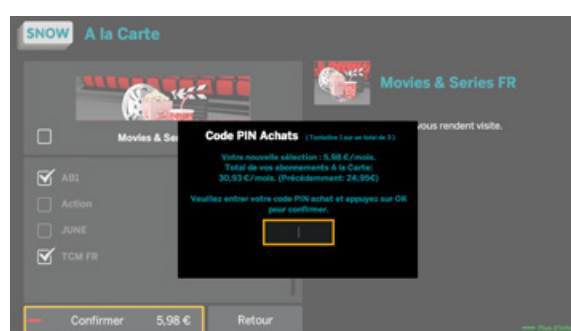 SNOW A la Carte
Movies & Series FR
Movies & Se
vous rendent visite.
Code PIN Achats (Tentative 1 sur un total de 3)
Votre nouvelle sélection : 5,98 €/mois.
Total de vos abonnements A la Carte:
30,93 €/mois. (Précédemment: 24,95€)
Veuillez entrer votre code PIN achat et appuyez sur OK
pour confirmer.
AB1
Action
JUNE
TCM FR
Confirmer 5,98 €
Retour